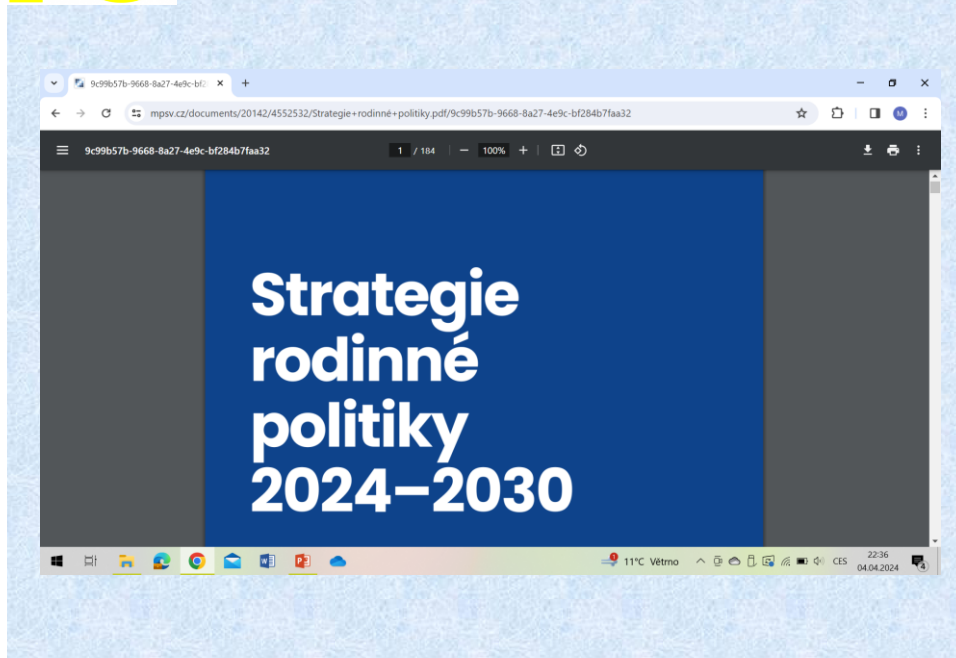 9c99b57b-9668-8a27-4e9c-bf2
mpsv.cz/documents/20142/4552532/Strategie+rodinné+politiky.pdf/9c99b57b-9668-8a27-4e9c-bf284b7faa32
M
9c99b57b-9668-8a27-4e9c-bf284b7faa32
1 / 184
100%
Strategie
rodinné
politiky
2024–2030
11°C Větrno
CES
22:36
04.04.2024
4